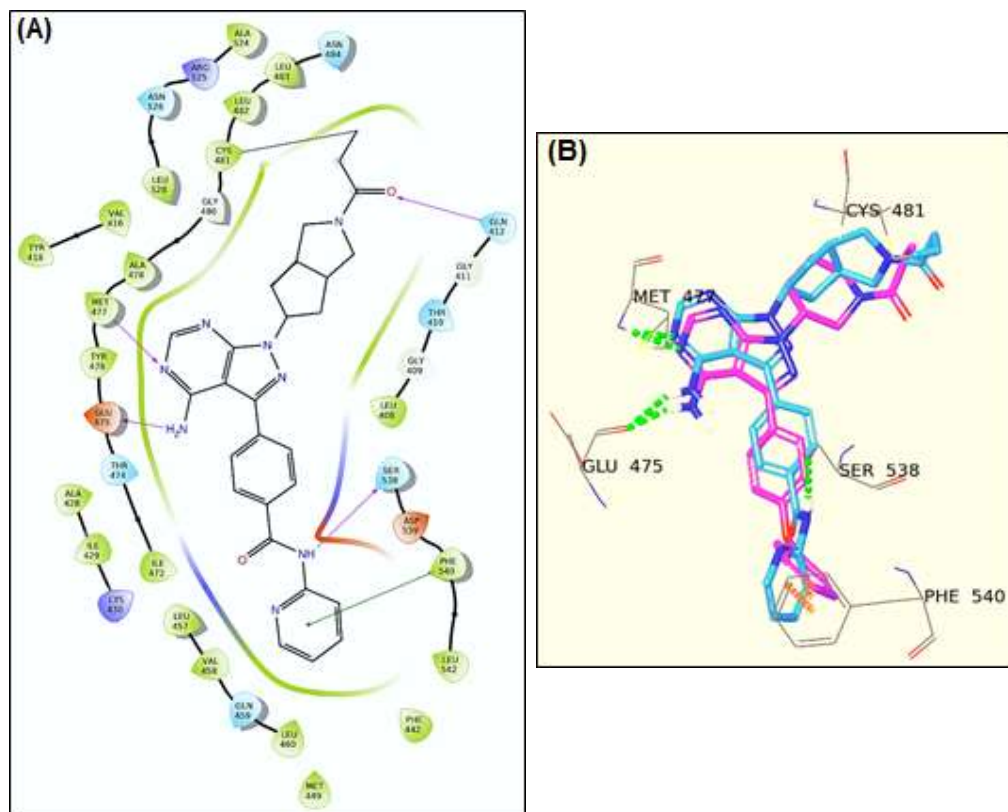 (A)
ALA
524
ASN
484
ARG
525
LEU
483
ASN
526
LEU
482
CYS
481
LEU
528
GLY
480
O
GLN
412
VAL
416
N
TYR
418
GLY
411
ALA
478
MET
477
THR
410
N
N
GLY
409
TYR
476
N
N
LEU
408
GLU
475
H2N
THR
474
SER
538
ALA
428
ASP
539
ILE
429
ILE
472
O
NH
PHE
540
LYS
430
N
LEU
457
VAL
458
LEU
542
GLN
459
LEU
460
PHE
442
MET
449
(B)
CYS 481
MET 477
GLU 475
SER 538
PHE 540